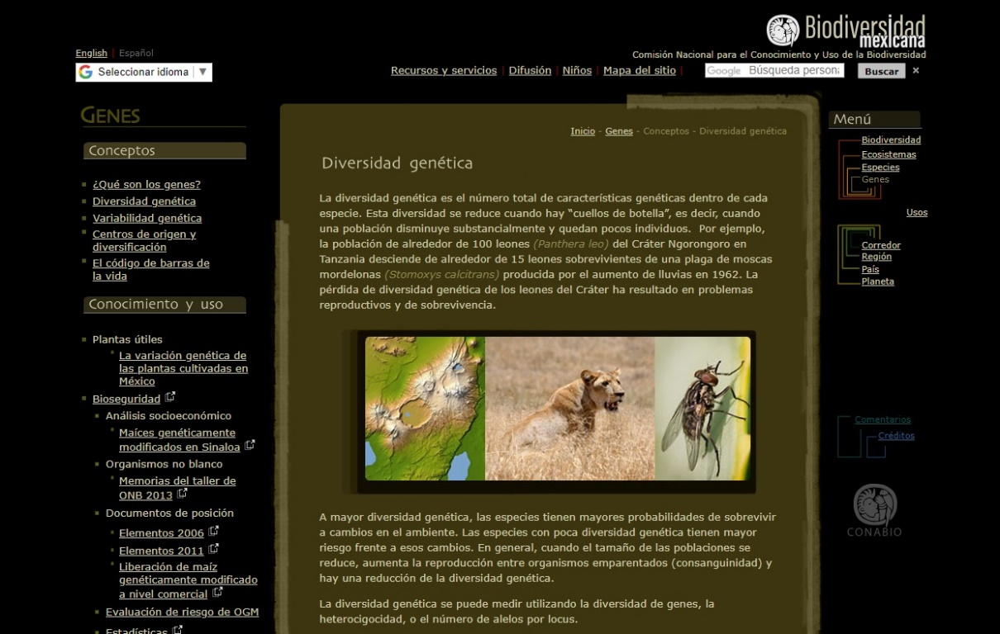 Biodiversidad
mexicana
Comisión Nacional para el Conocimiento y Uso de la Biodiversidad
English | Español
Seleccionar idioma ▼
Recursos y servicios | Difusión | Niños | Mapa del sitio |
Google Búsqueda person
Buscar ×
GENES
Conceptos
¿Qué son los genes?
Diversidad genética
Variabilidad genética
Centros de origen y
diversificación
El código de barras de
la vida
Conocimiento y uso
Plantas útiles
La variación genética de
las plantas cultivadas en
México
Bioseguridad
Análisis socioeconómico
Maíces genéticamente
modificados en Sinaloa
Organismos no blanco
Memorias del taller de
ONB 2013
Documentos de posición
Elementos 2006
Elementos 2011
Liberación de maíz
genéticamente modificado
a nivel comercial
Evaluación de riesgo de OGM
Estadísticas
Inicio - Genes - Conceptos - Diversidad genética
Diversidad genética
La diversidad genética es el número total de características genéticas dentro de cada
especie. Esta diversidad se reduce cuando hay “cuellos de botella”, es decir, cuando
una población disminuye substancialmente y quedan pocos individuos. Por ejemplo,
la población de alrededor de 100 leones (Panthera leo) del Cráter Ngorongoro en
Tanzania desciende de alrededor de 15 leones sobrevivientes de una plaga de moscas
mordelonas (Stomoxys calcitrans) producida por el aumento de lluvias en 1962. La
pérdida de diversidad genética de los leones del Cráter ha resultado en problemas
reproductivos y de sobrevivencia.
A mayor diversidad genética, las especies tienen mayores probabilidades de sobrevivir
a cambios en el ambiente. Las especies con poca diversidad genética tienen mayor
riesgo frente a esos cambios. En general, cuando el tamaño de las poblaciones se
reduce, aumenta la reproducción entre organismos emparentados (consanguinidad) y
hay una reducción de la diversidad genética.
La diversidad genética se puede medir utilizando la diversidad de genes, la
heterocigocidad, o el número de alelos por locus.
Menú
Biodiversidad
Ecosistemas
Especies
Genes
Usos
Corredor
Región
País
Planeta
Comentarios
Créditos
CONABIO